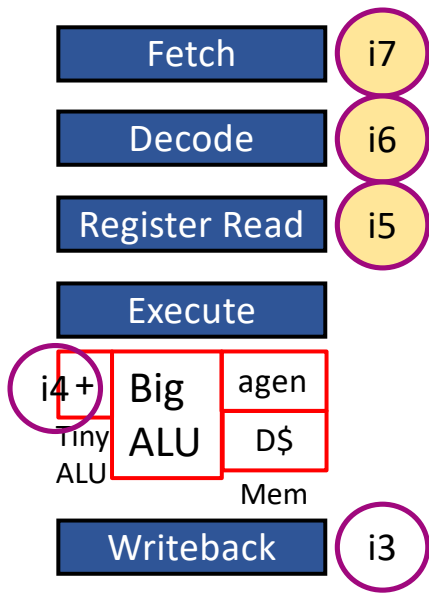 Fetch i7
Decode i6
Register Read i5
Execute
i4 + Big agen
Tiny ALU D$
ALU
Mem
Writeback i3